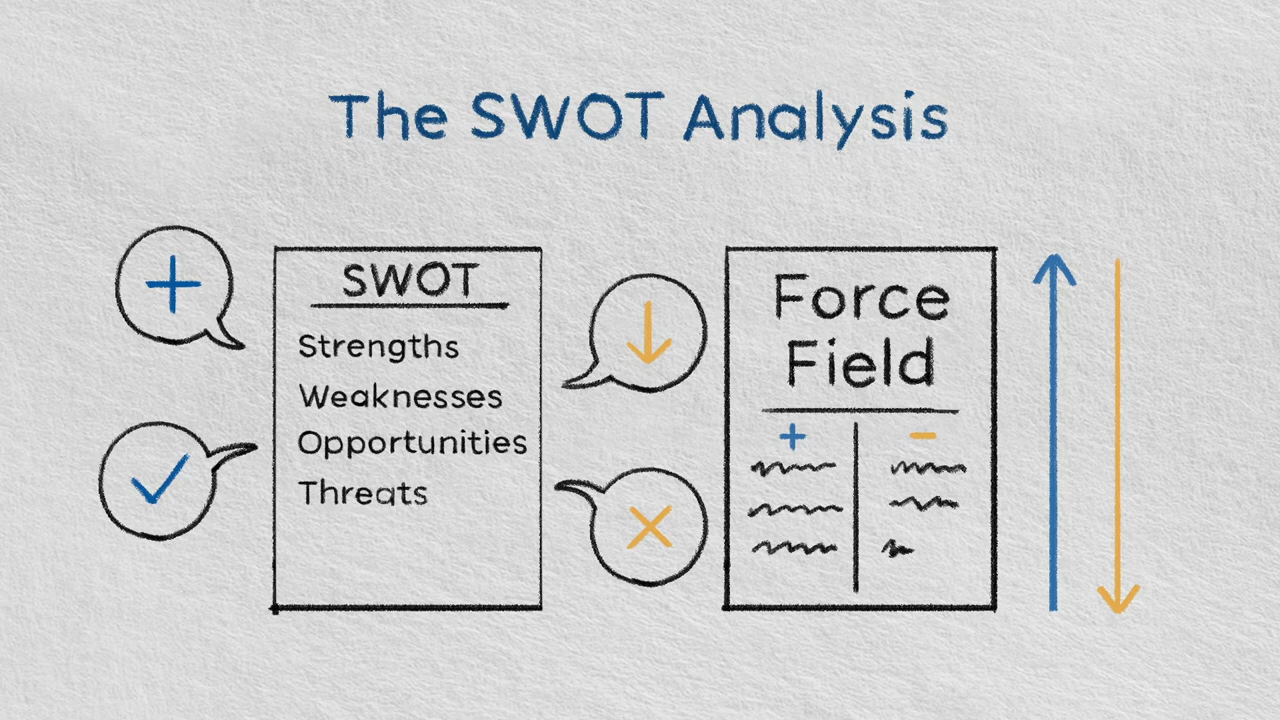 The SWOT Analysis
SWOT
Strengths
Weaknesses
Opportunities
Threats
Force
Field
+
-